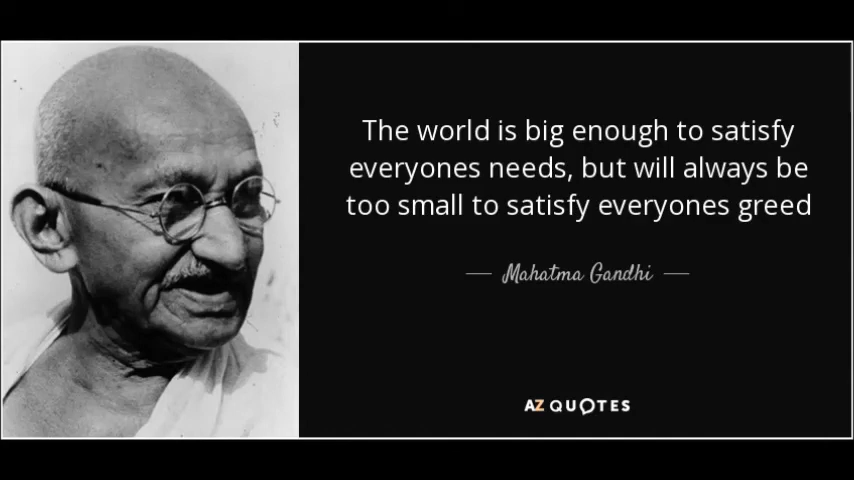 The world is big enough to satisfy
everyones needs, but will always be
too small to satisfy everyones greed
Mahatma Gandhi
AZ QUOTES